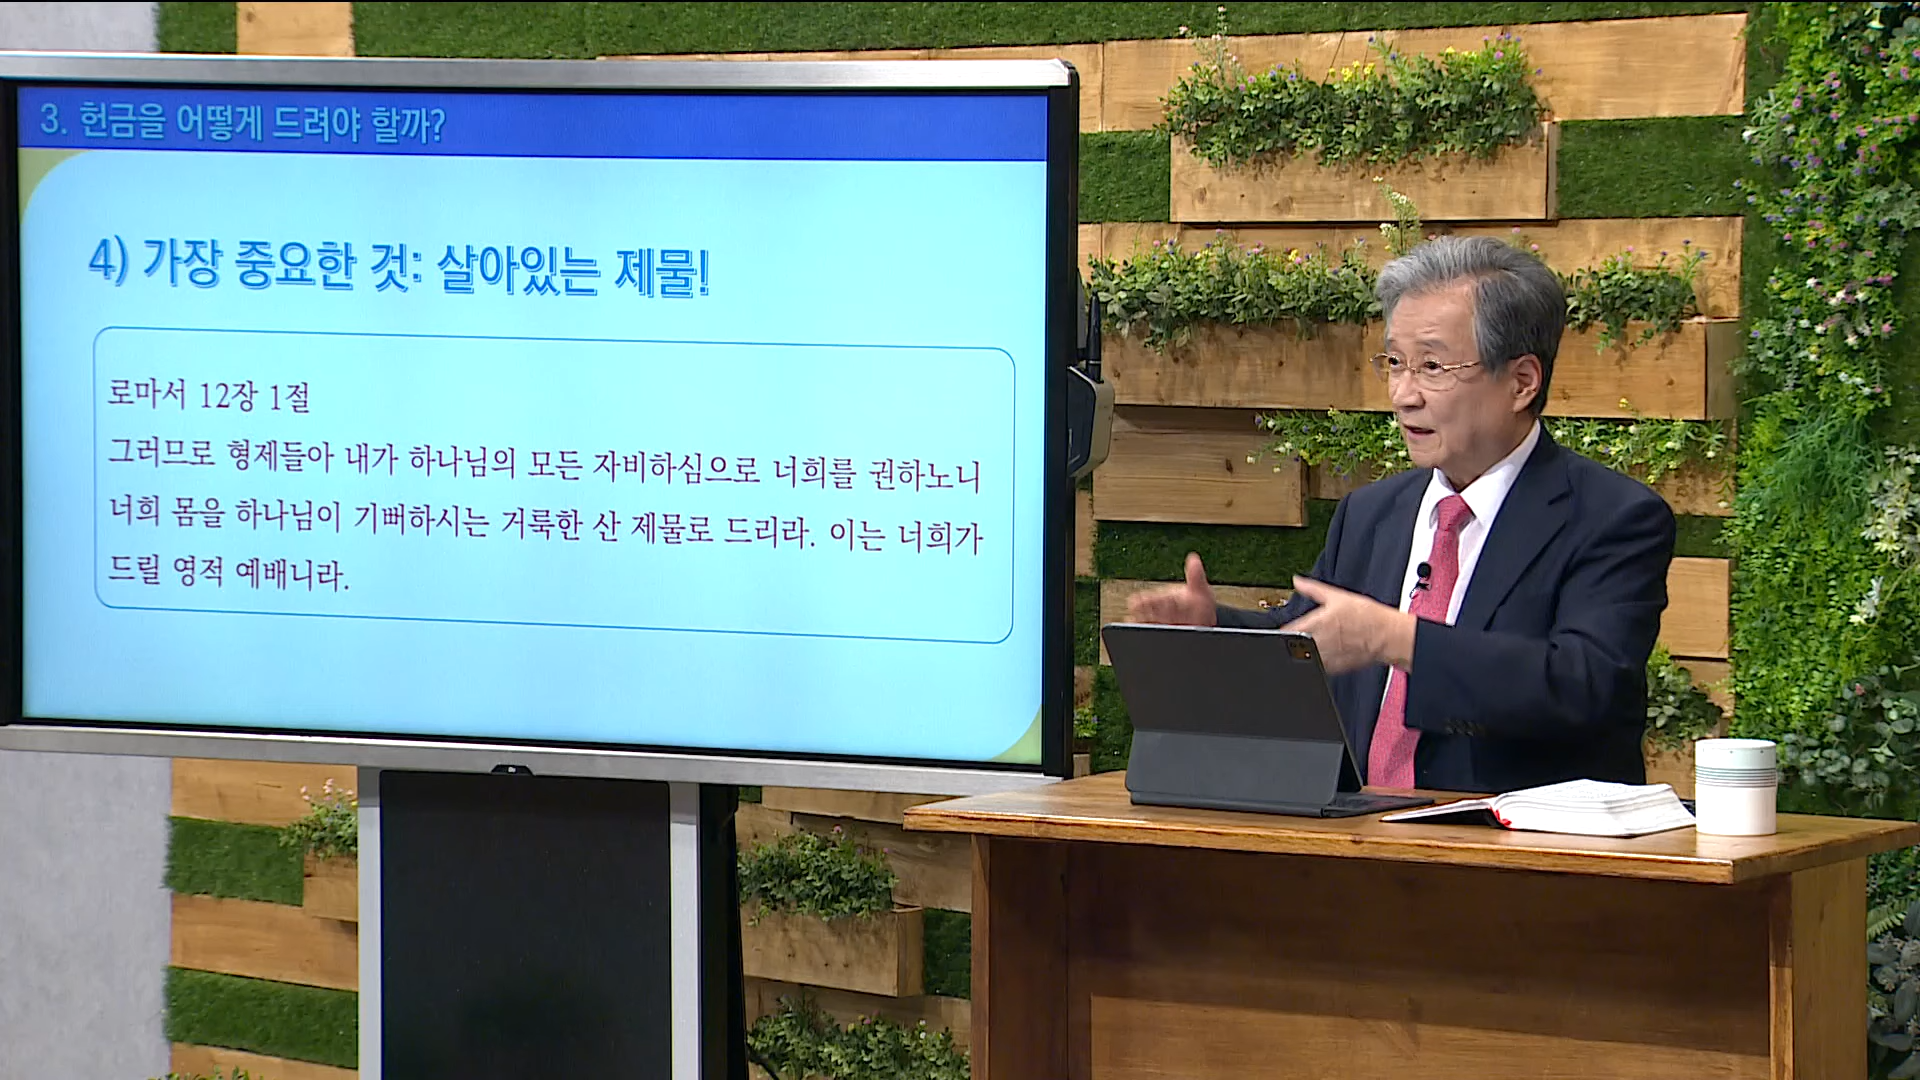 3. 헌금을 어떻게 드려야 할까?
4) 가장 중요한 것: 살아있는 제물!
로마서 12장 1절
그러므로 형제들아 내가 하나님의 모든 자비하심으로 너희를 권하노니
너희 몸을 하나님이 기뻐하시는 거룩한 산 제물로 드리라. 이는 너희가
드릴 영적 예배니라.